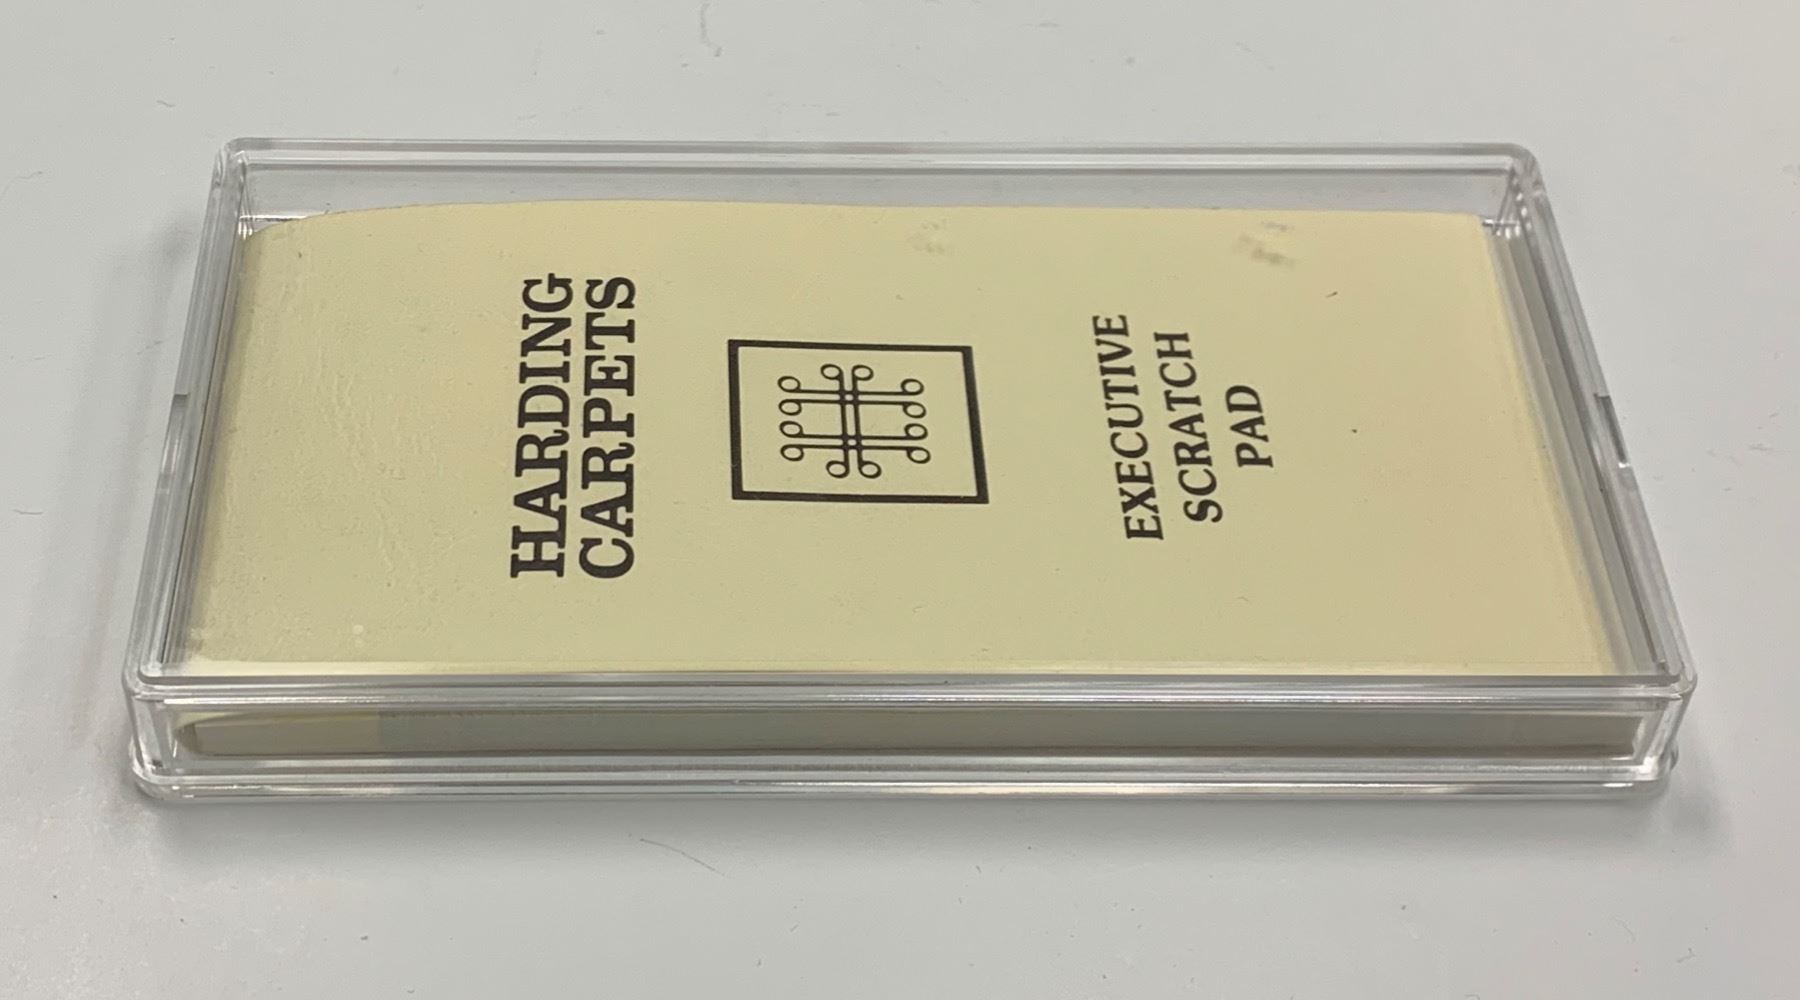 HARDING
CARPETS
EXECUTIVE
SCRATCH
PAD